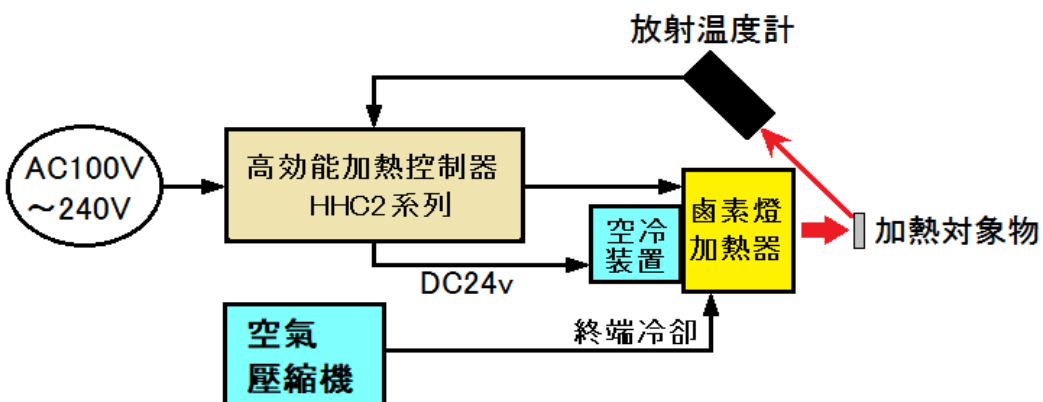 放射温度計
AC100V
～240V
高効能加熱控制器
HHC2系列
鹵素燈
加熱器
空冷
装置
加熱対象物
DC24v
終端冷卻
空氣
壓縮機